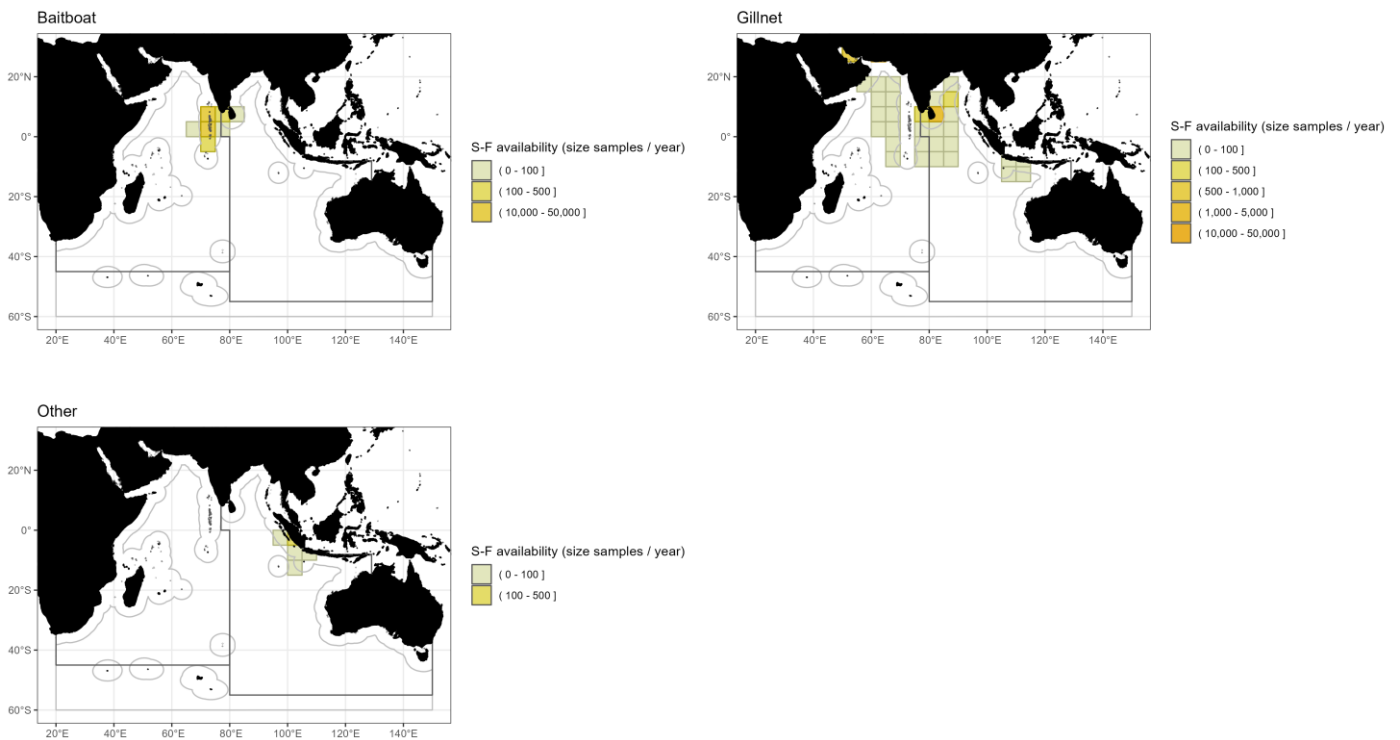 Baitboat
20°N
0°
20°S
40°S
60°S
20°E
40°E
60°E
80°E
100°E
120°E
140°E
S-F availability (size samples / year)
( 0 - 100 ]
( 100 - 500 ]
( 10,000 - 50,000 ]
Gillnet
20°N
0°
20°S
40°S
60°S
20°E
40°E
60°E
80°E
100°E
120°E
140°E
S-F availability (size samples / year)
( 0 - 100 ]
( 100 - 500 ]
( 500 - 1,000 ]
( 1,000 - 5,000 ]
( 10,000 - 50,000 ]
Other
20°N
0°
20°S
40°S
60°S
20°E
40°E
60°E
80°E
100°E
120°E
140°E
S-F availability (size samples / year)
( 0 - 100 ]
( 100 - 500 ]